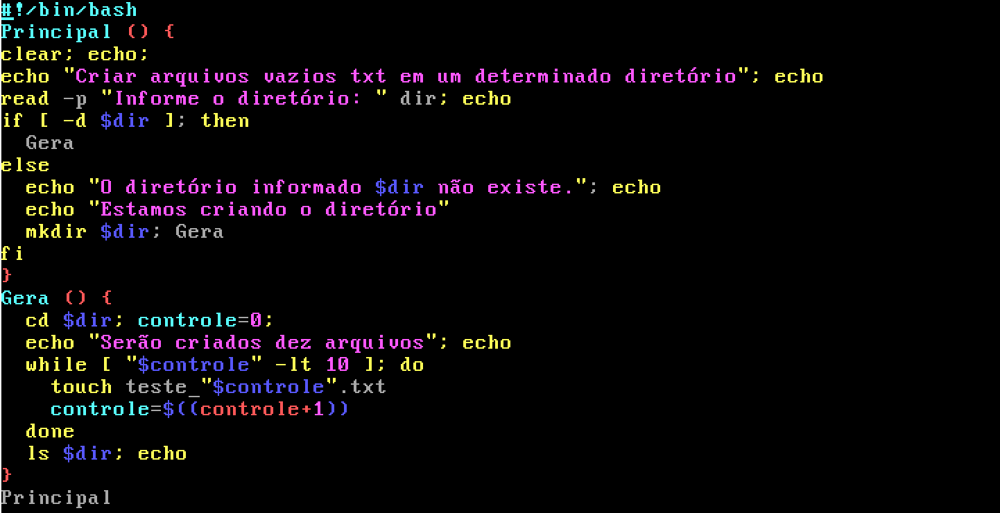 #!/bin/bash
Principal () {
clear; echo;
echo "Criar arquivos vazios txt em um determinado diretório"; echo
read -p "Informe o diretório: " dir; echo
if [ -d $dir ]; then
  Gera
else
  echo "O diretório informado $dir não existe."; echo
  echo "Estamos criando o diretório"
  mkdir $dir; Gera
fi
}
Gera () {
  cd $dir; controle=0;
  echo "Serão criados dez arquivos"; echo
  while [ "$controle" -lt 10 ]; do
    touch teste_"$controle".txt
    controle=$((controle+1))
  done
  ls $dir; echo
}
Principal